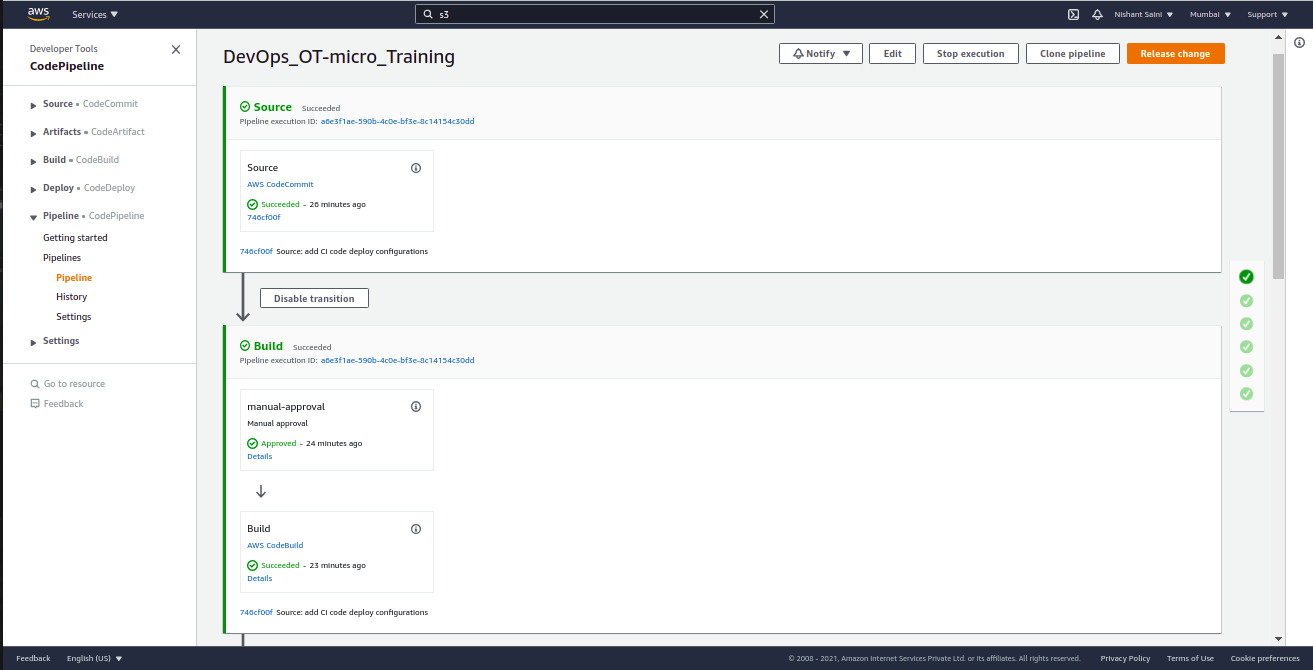 aws Services s3 Nishant Saini Mumbai Support
Developer Tools
CodePipeline
Source • CodeCommit
Artifacts • CodeArtifact
Build • CodeBuild
Deploy • CodeDeploy
Pipeline • CodePipeline
Getting started
Pipelines
Pipeline
History
Settings
Settings
Go to resource
Feedback
DevOps_OT-micro_Training
Notify Edit Stop execution Clone pipeline Release change
Source Succeeded
Pipeline execution ID: a6e3f1ae-590b-4c0e-bf3e-8c14154c30dd
Source
AWS CodeCommit
Succeeded - 26 minutes ago
746cf00f
746cf00f Source: add CI code deploy configurations
Disable transition
Build Succeeded
Pipeline execution ID: a6e3f1ae-590b-4c0e-bf3e-8c14154c30dd
manual-approval
Manual approval
Approved - 24 minutes ago
Details
Build
AWS CodeBuild
Succeeded - 23 minutes ago
Details
746cf00f Source: add CI code deploy configurations
Feedback English (US) © 2008 - 2021, Amazon Internet Services Private Ltd. or its affiliates. All rights reserved. Privacy Policy Terms of Use Cookie preferences